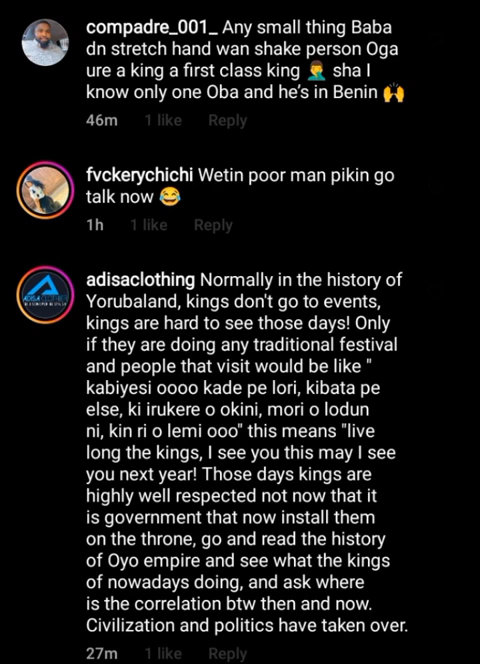 compadre_001_ Any small thing Baba
dn stretch hand wan shake person Oga
ure a king a first class king 🤦‍♂️ sha I
know only one Oba and he's in Benin 🙌
46m 1 like Reply
fvckerychichi Wetin poor man pikin go
talk now 😂
1h 1 like Reply
adisaclothing Normally in the history of
Yorubaland, kings don't go to events,
kings are hard to see those days! Only
if they are doing any traditional festival
and people that visit would be like "
kabiyesi oooo kade pe lori, kibata pe
else, ki irukere o okini, mori o lodun
ni, kin ri o lemi ooo" this means "live
long the kings, I see you this may I see
you next year! Those days kings are
highly well respected not now that it
is government that now install them
on the throne, go and read the history
of Oyo empire and see what the kings
of nowadays doing, and ask where
is the correlation btw then and now.
Civilization and politics have taken over.
27m 1 like Reply